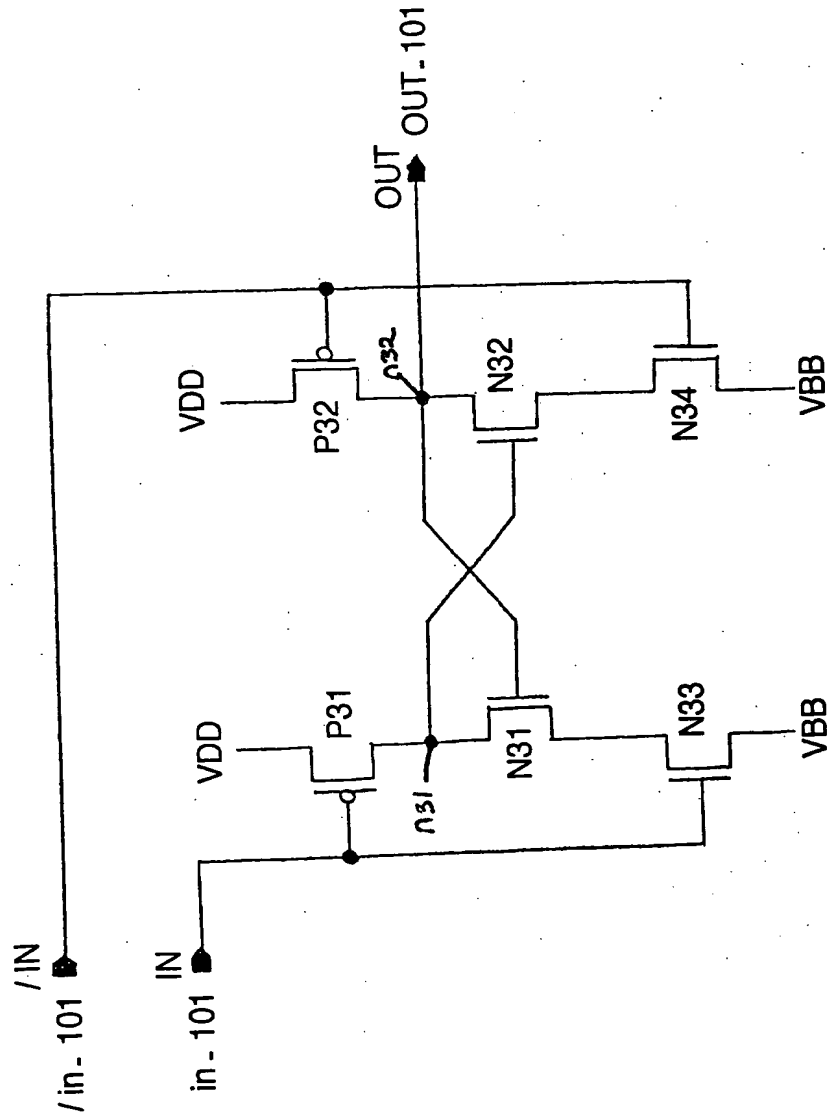 /IN
/in-101
IN
in-101
VDD
P31
n31
N31
N33
VBB
VDD
P32
n32
N32
N34
VBB
OUT
OUT-101